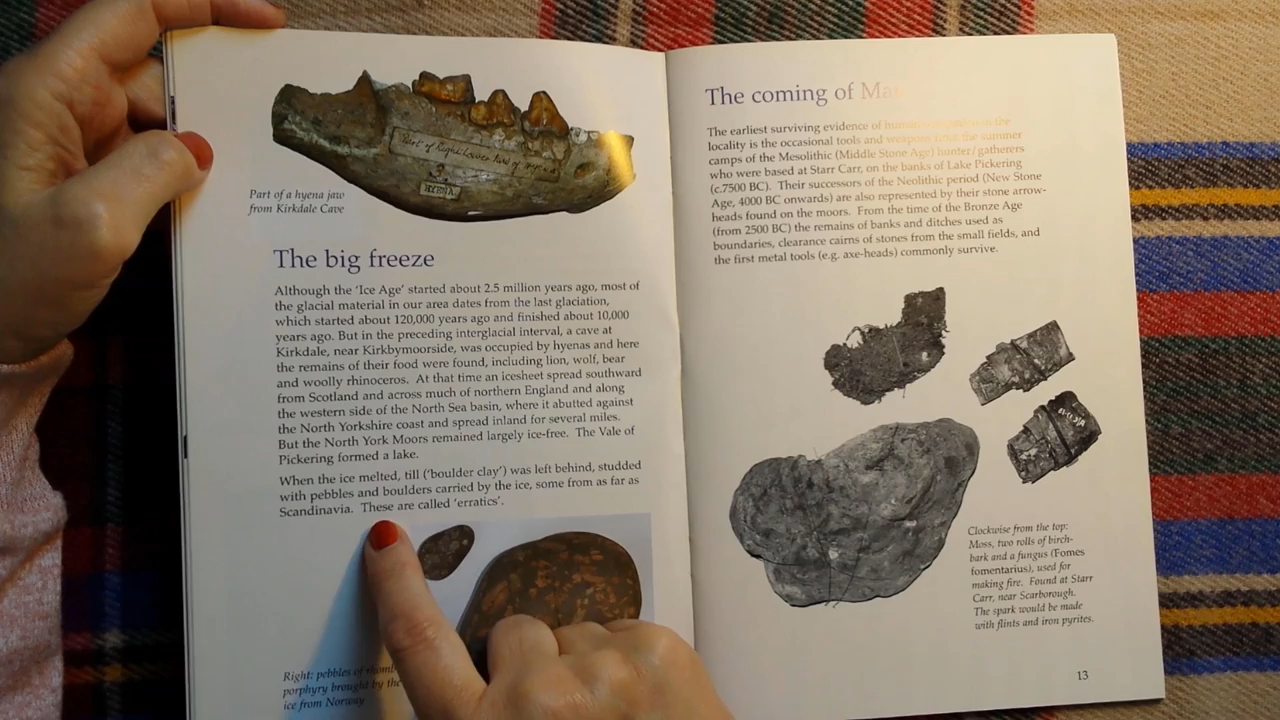 Part of Right Lower Jaw of Hyena
HYENA.
Part of a hyena jaw
from Kirkdale Cave
The big freeze
Although the 'Ice Age' started about 2.5 million years ago, most of
the glacial material in our area dates from the last glaciation,
which started about 120,000 years ago and finished about 10,000
years ago. But in the preceding interglacial interval, a cave at
Kirkdale, near Kirkbymoorside, was occupied by hyenas and here
the remains of their food were found, including lion, wolf, bear
and woolly rhinoceros. At that time an icesheet spread southward
from Scotland and across much of northern England and along
the western side of the North Sea basin, where it abutted against
the North Yorkshire coast and spread inland for several miles.
But the North York Moors remained largely ice-free. The Vale of
Pickering formed a lake.
When the ice melted, till ('boulder clay') was left behind, studded
with pebbles and boulders carried by the ice, some from as far as
Scandinavia. These are called 'erratics'.
Right: pebbles of
porphyry brought by the
ice from Norway
The coming of
The earliest surviving evidence of human in the
locality is the occasional tools and weapons from the summer
camps of the Mesolithic (Middle Stone Age) hunter/gatherers
who were based at Starr Carr, on the banks of Lake Pickering
(c.7500 BC). Their successors of the Neolithic period (New Stone
Age, 4000 BC onwards) are also represented by their stone arrow-
heads found on the moors. From the time of the Bronze Age
(from 2500 BC) the remains of banks and ditches used as
boundaries, clearance cairns of stones from the small fields, and
the first metal tools (e.g. axe-heads) commonly survive.
Clockwise from the top:
Moss, two rolls of birch-
bark and a fungus (Fomes
fomentarius), used for
making fire. Found at Starr
Carr, near Scarborough.
The spark would be made
with flints and iron pyrites.
13